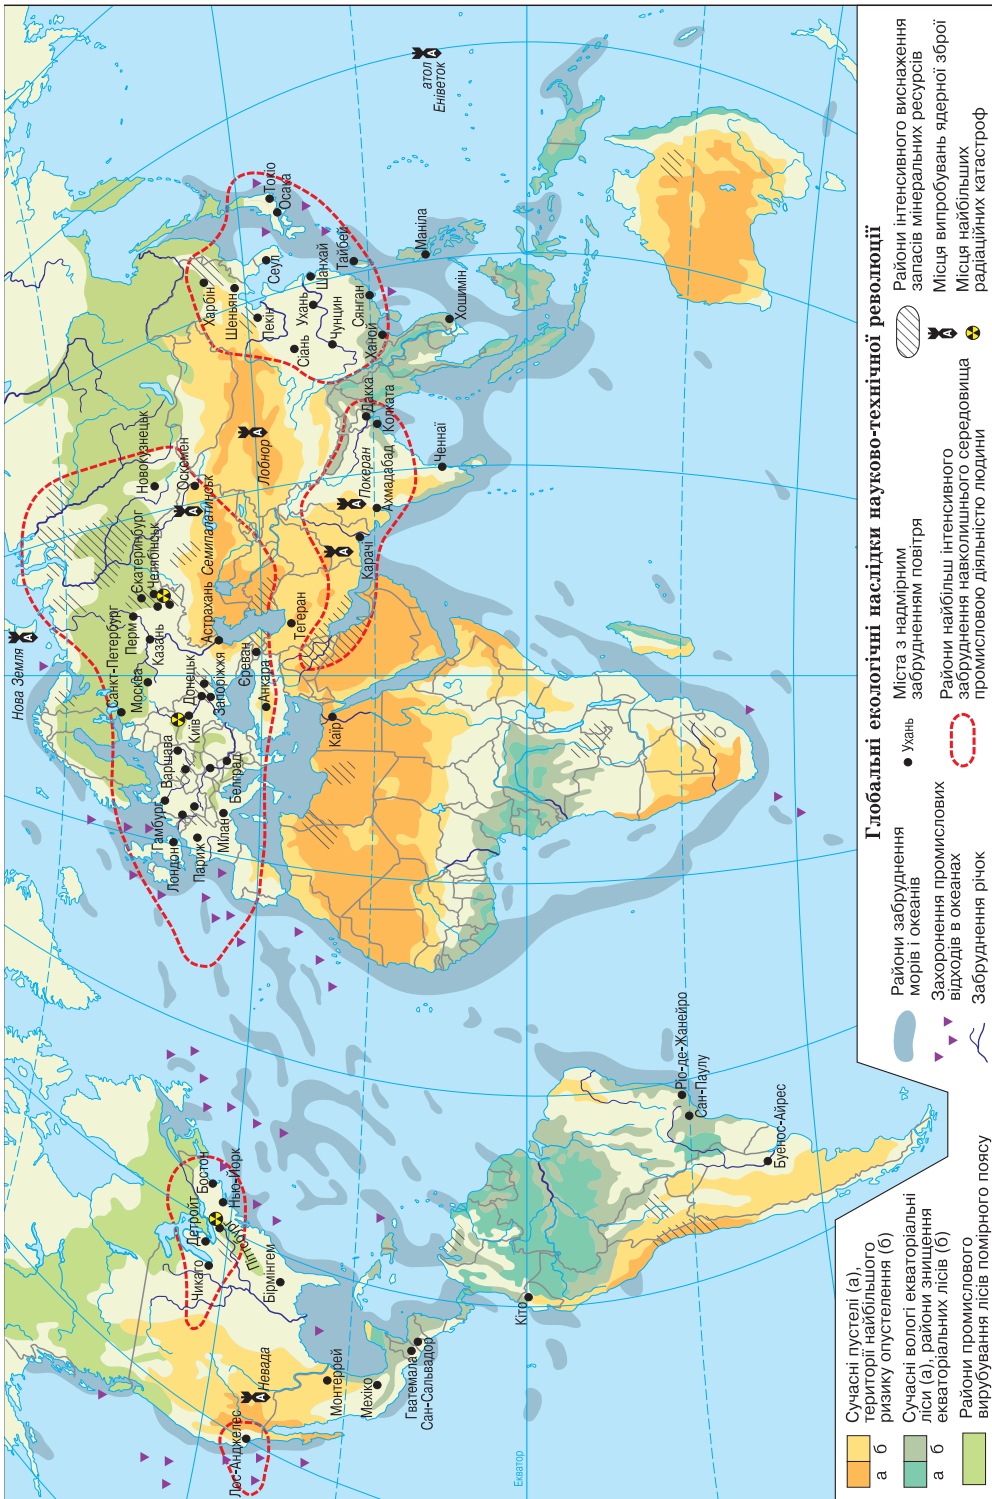 Глобальні екологічні наслідки науково-технічної революції
Нова Земля
атол
Еніветок
Лос-Анджелес
Невада
Монтеррей
Мехіко
Гватемала
Сан-Сальвадор
Чикаго
Детройт
Піттсбург
Бостон
Нью-Йорк
Бірмінгем
Кіто
Екватор
Ріо-де-Жанейро
Сан-Паулу
Буенос-Айрес
Лондон
Гамбург
Париж
Мілан
Варшава
Белград
Київ
Донецьк
Запоріжжя
Москва
Санкт-Петербург
Казань
Перм
Єкатеринбург
Челябінськ
Астрахань
Семипалатинськ
Новокузнецьк
Оскемен
Анкара
Єреван
Тегеран
Каїр
Карачі
Покеран
Ахмадабад
Дакка
Колката
Ченнаї
Лобнор
Харбін
Шеньян
Пекін
Сеул
Токіо
Осака
Сіань
Ухань
Шанхай
Чунцин
Тайбей
Сянган
Ханой
Маніла
Хошимін
Сучасні пустелі (а),
території найбільшого
ризику опустелення (б)
а б
Сучасні вологі екваторіальні
ліси (а), райони знищення
екваторіальних лісів (б)
а б
Райони промислового
вирубування лісів помірного поясу
Райони забруднення
морів і океанів
Захоронення промислових
відходів в океанах
Забруднення річок
Ухань
Міста з надмірним
забрудненням повітря
Райони найбільш інтенсивного
забруднення навколишнього середовища
промисловою діяльністю людини
Райони інтенсивного виснаження
запасів мінеральних ресурсів
Місця випробувань ядерної зброї
Місця найбільших
радіаційних катастроф